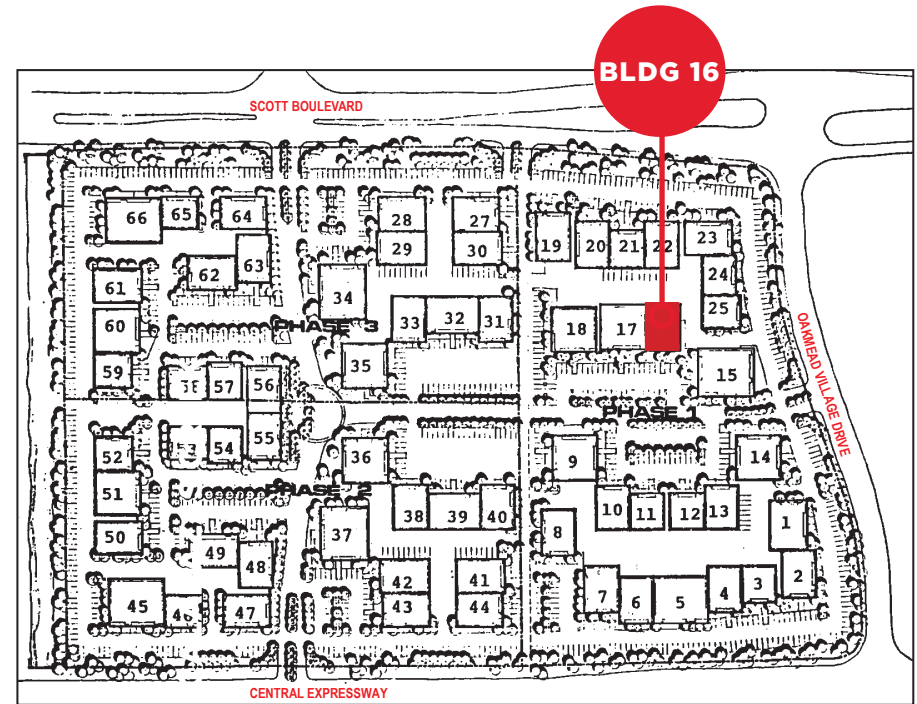 BLDG 16
SCOTT BOULEVARD
66 65 64 28 27
19 20 21 22 23
29 30
63
62
24
61
34
25
33 32 31
18 17
60
PHASE 3
OAKMEAD VILLAGE DRIVE
35
59
15
57 56
PHASE 1
55
54
52
36
9
14
51
PHASE 2
38 39 40
10 11 12 13
1
50
37
8
49
48
42 41
2
3
45
47
43 44
7
6 5 4
CENTRAL EXPRESSWAY